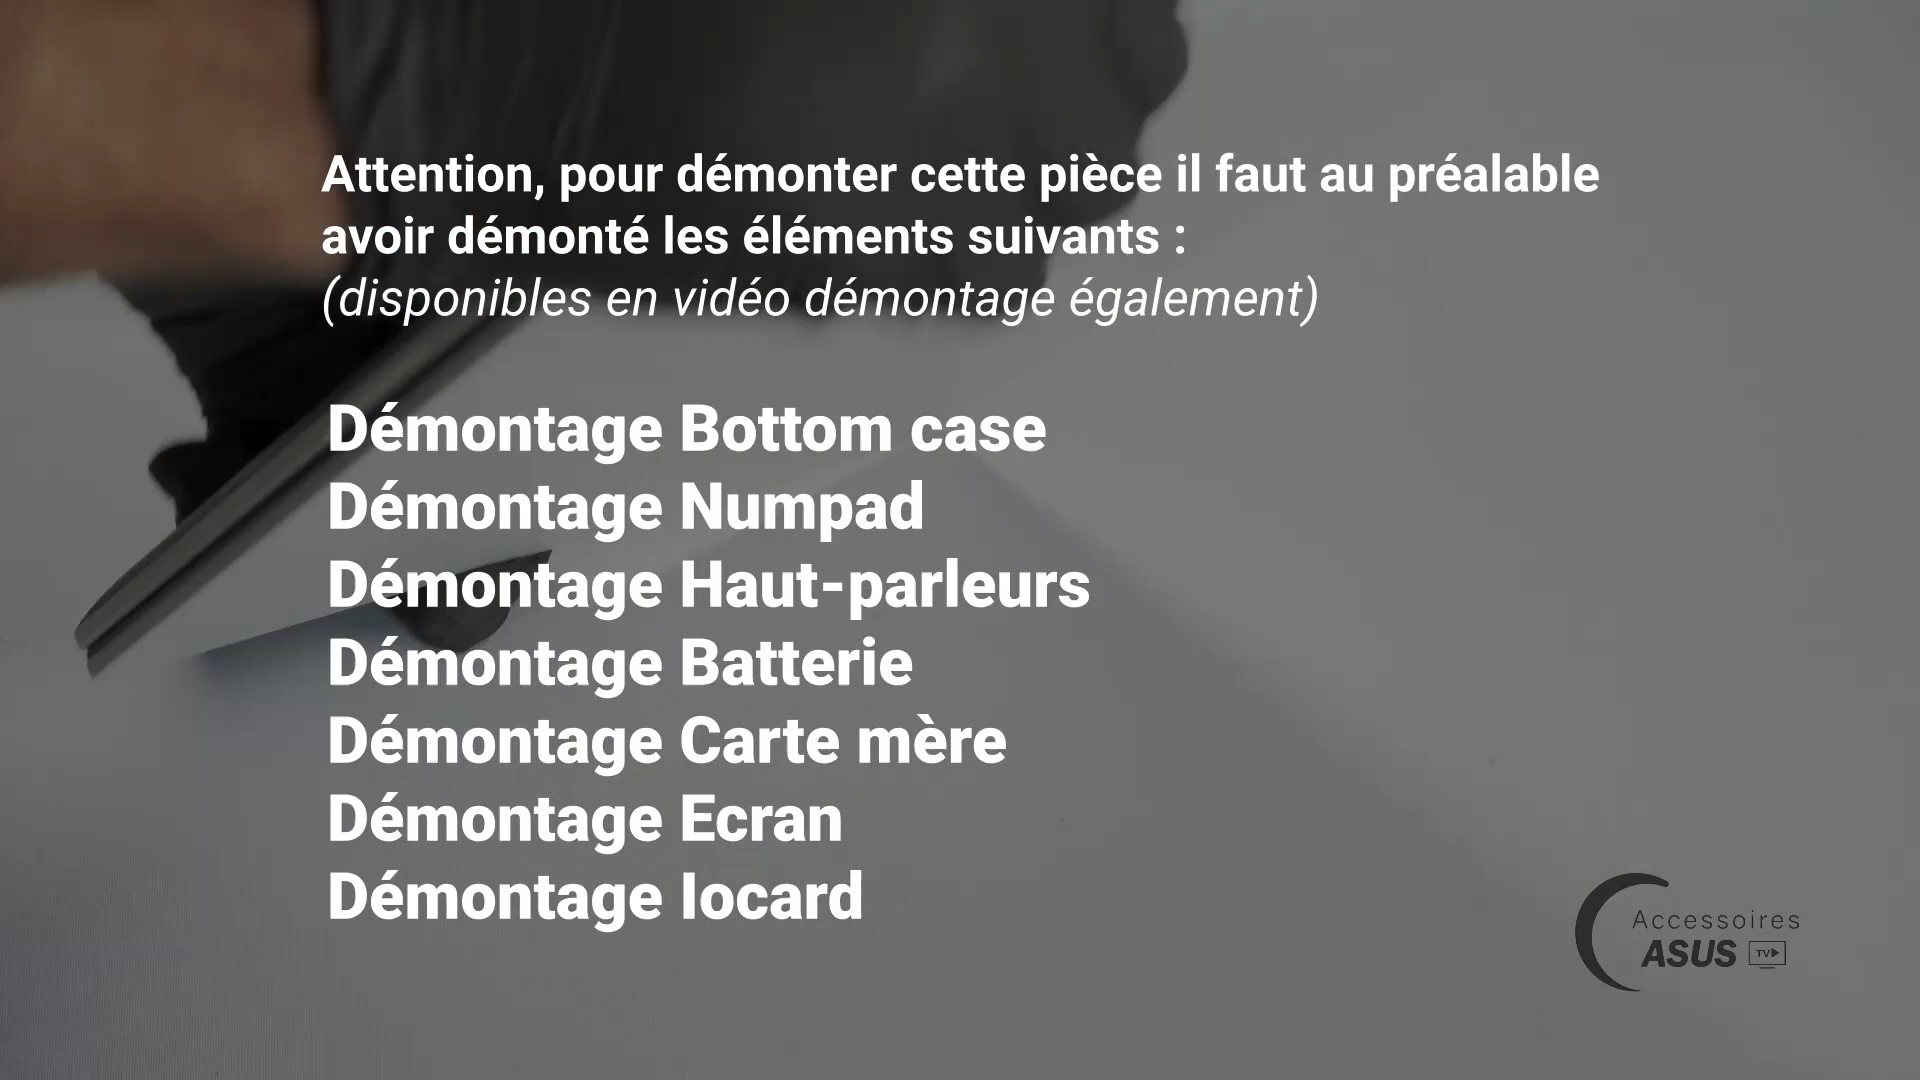 Attention, pour démonter cette pièce il faut au préalable
avoir démonté les éléments suivants :
(disponibles en vidéo démontage également)
Démontage Bottom case
Démontage Numpad
Démontage Haut-parleurs
Démontage Batterie
Démontage Carte mère
Démontage Ecran
Démontage Iocard
Accessoires
ASUS TV